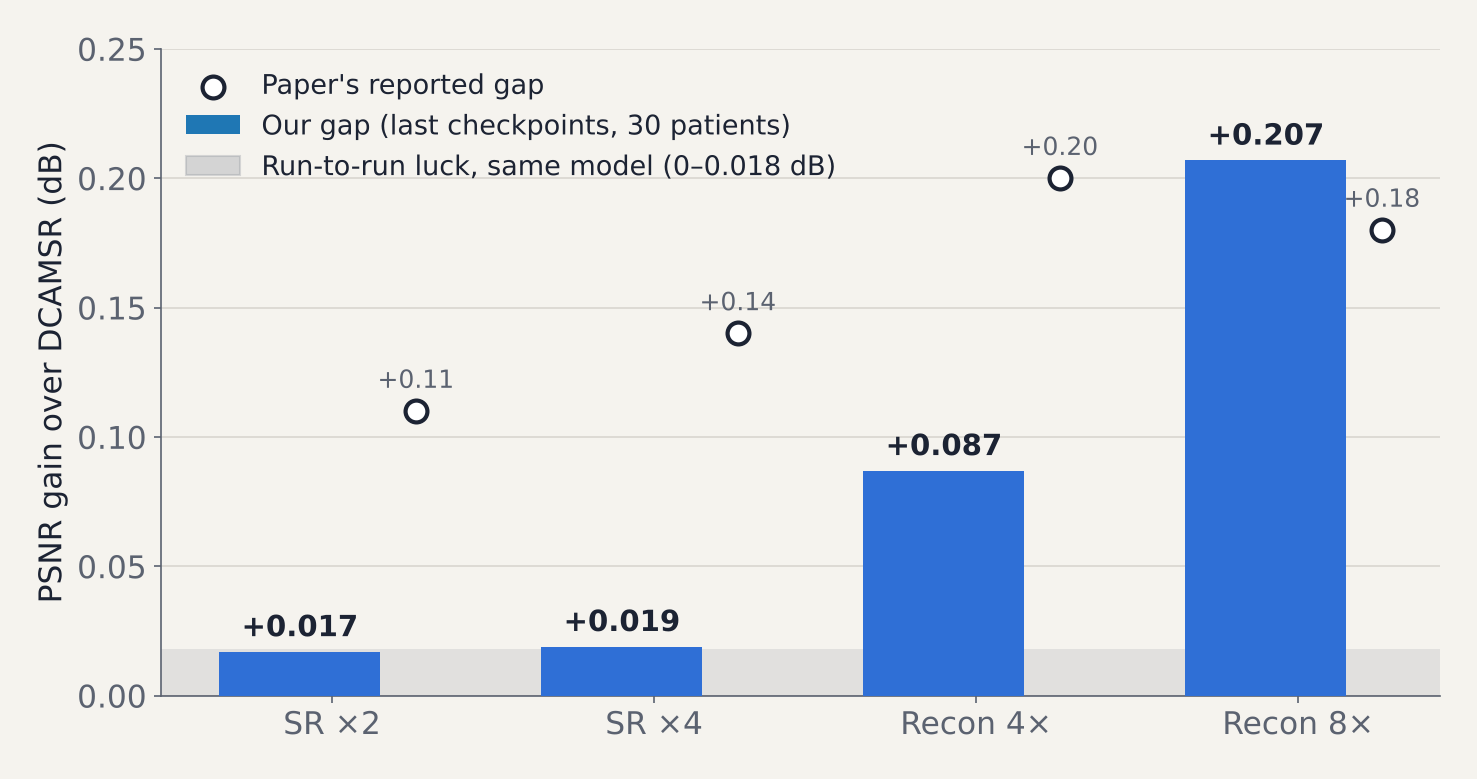 PSNR gain over DCAMSR (dB)
0.25
0.20
0.15
0.10
0.05
0.00
Paper's reported gap
Our gap (last checkpoints, 30 patients)
Run-to-run luck, same model (0–0.018 dB)
+0.11
+0.14
+0.20
+0.18
+0.017
+0.019
+0.087
+0.207
SR ×2
SR ×4
Recon 4×
Recon 8×